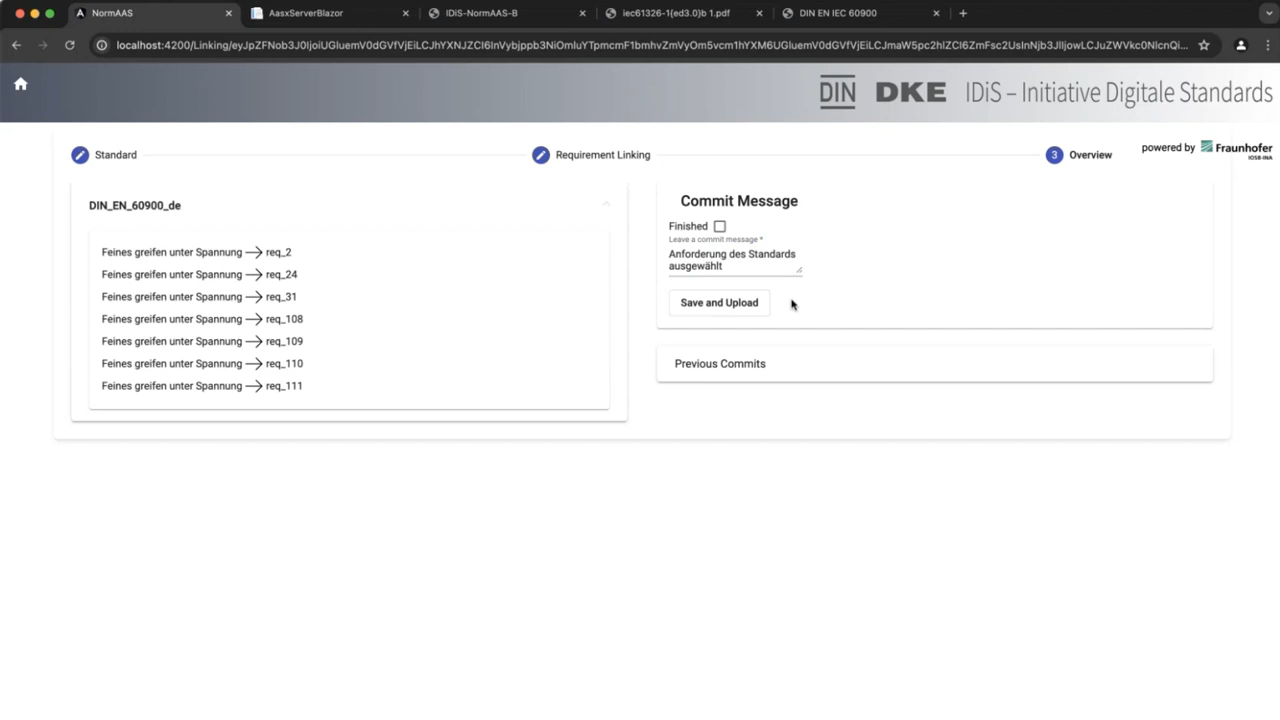 NormAAS
AasxServerBlazor
IDiS-NormAAS-B
iec61326-1{ed3.0}b 1.pdf
DIN EN IEC 60900
DIN DKE IDiS – Initiative Digitale Standards
powered by Fraunhofer
IOSB-INA
Standard
Requirement Linking
3 Overview
DIN_EN_60900_de
Feines greifen unter Spannung → req_2
Feines greifen unter Spannung → req_24
Feines greifen unter Spannung → req_31
Feines greifen unter Spannung → req_108
Feines greifen unter Spannung → req_109
Feines greifen unter Spannung → req_110
Feines greifen unter Spannung → req_111
Commit Message
Finished
Leave a commit message *
Anforderung des Standards
ausgewählt
Save and Upload
Previous Commits